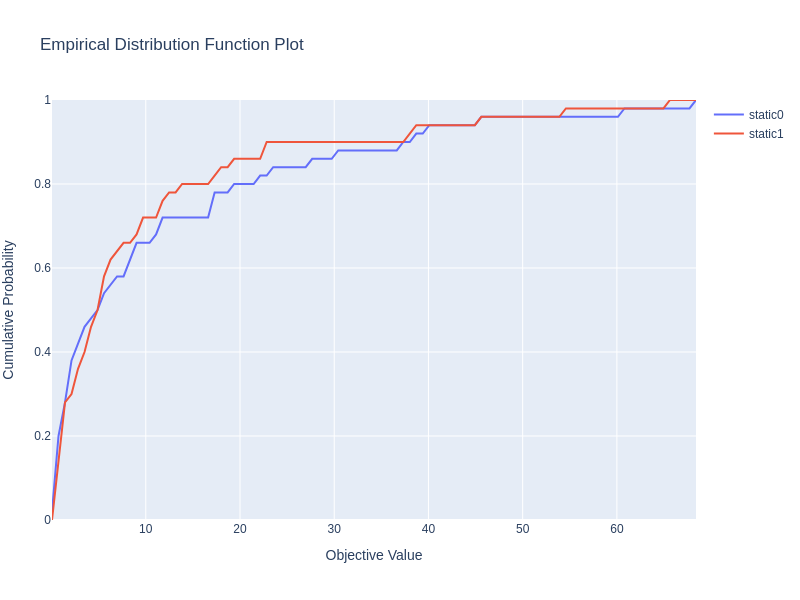 Empirical Distribution Function Plot
static0
static1
1
0.8
0.6
0.4
0.2
0
Cumulative Probability
10
20
30
40
50
60
Objective Value